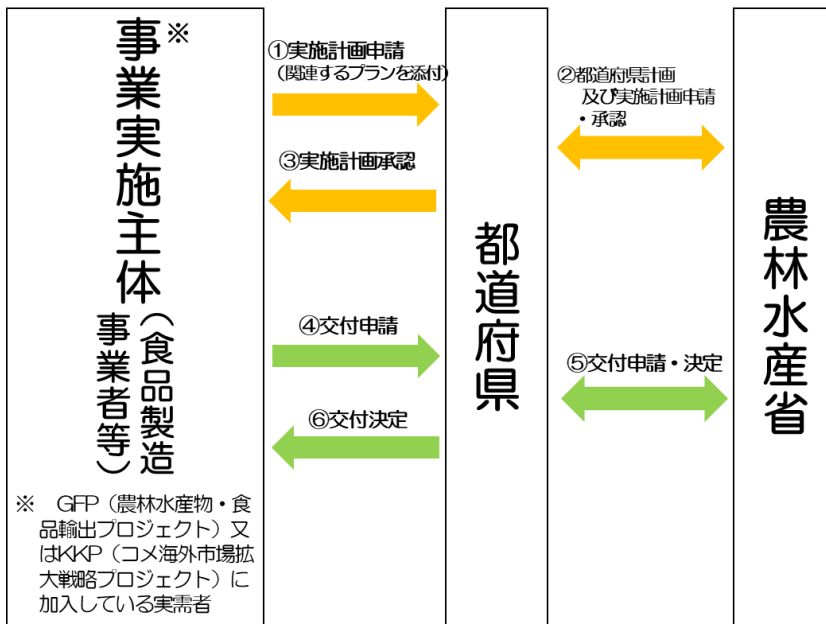 ※
事業実施主体
（食品製造
事業者等）
※　GFP（農林水産物・食
品輸出プロジェクト）又
はKKP（コメ海外市場拡
大戦略プロジェクト）に
加入している実需者
①実施計画申請
（関連するプランを添付）
③実施計画承認
④交付申請
⑥交付決定
都道府県
②都道府県計画
及び実施計画申請
・承認
⑤交付申請・決定
農林水産省